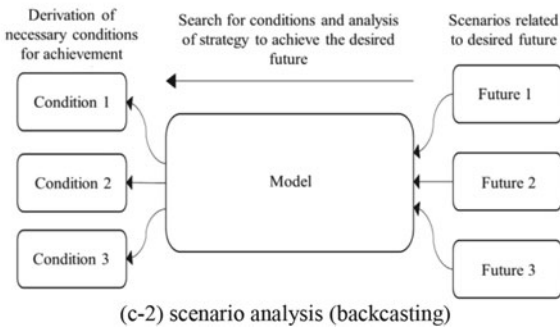 Derivation of
necessary conditions
for achievement
Search for conditions and analysis
of strategy to achieve the desired
future
Scenarios related
to desired future
Condition 1
Condition 2
Condition 3
Model
Future 1
Future 2
Future 3
(c-2) scenario analysis (backcasting)